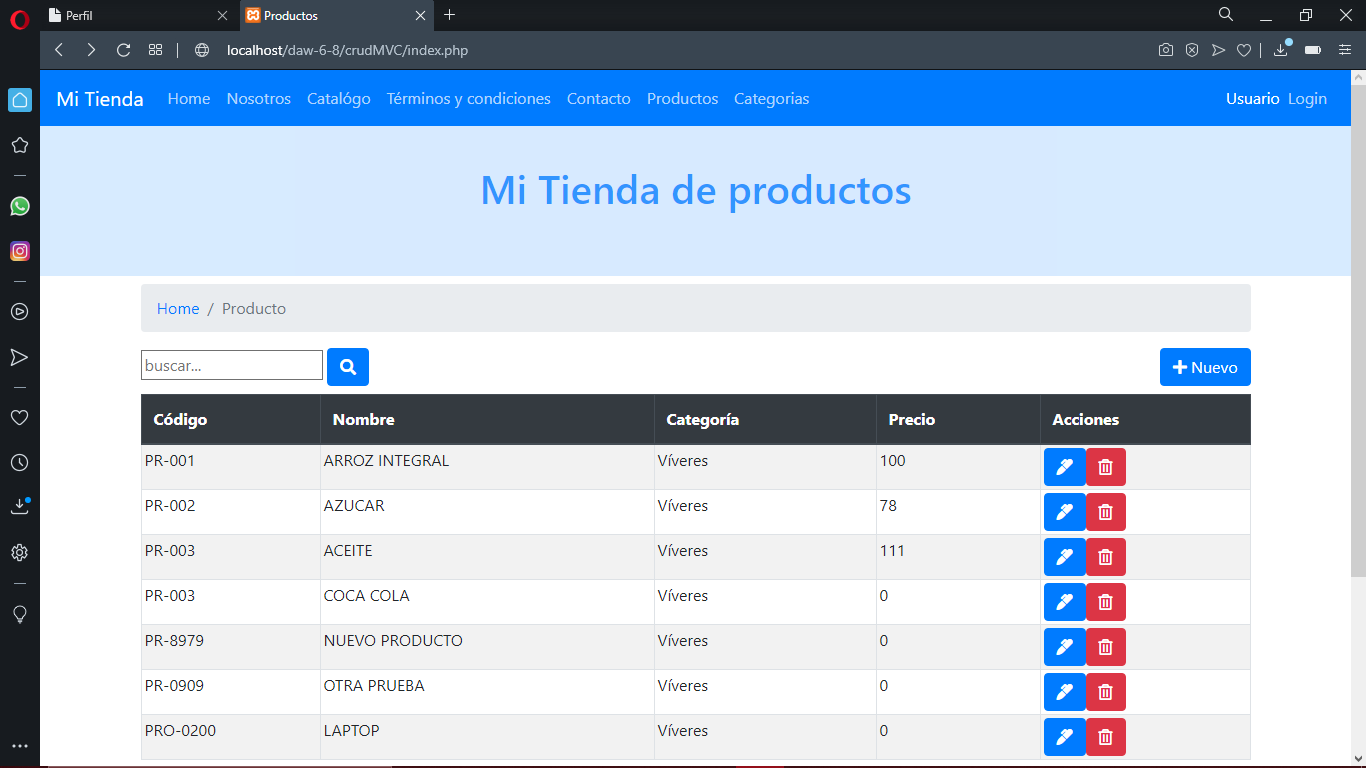 Perfil
Productos
localhost/daw-6-8/crudMVC/index.php
Mi Tienda Home Nosotros Catalógo Términos y condiciones Contacto Productos Categorias Usuario Login
Mi Tienda de productos
Home / Producto
buscar...
Nuevo
Código Nombre Categoría Precio Acciones
PR-001 ARROZ INTEGRAL Víveres 100
PR-002 AZUCAR Víveres 78
PR-003 ACEITE Víveres 111
PR-003 COCA COLA Víveres 0
PR-8979 NUEVO PRODUCTO Víveres 0
PR-0909 OTRA PRUEBA Víveres 0
PRO-0200 LAPTOP Víveres 0